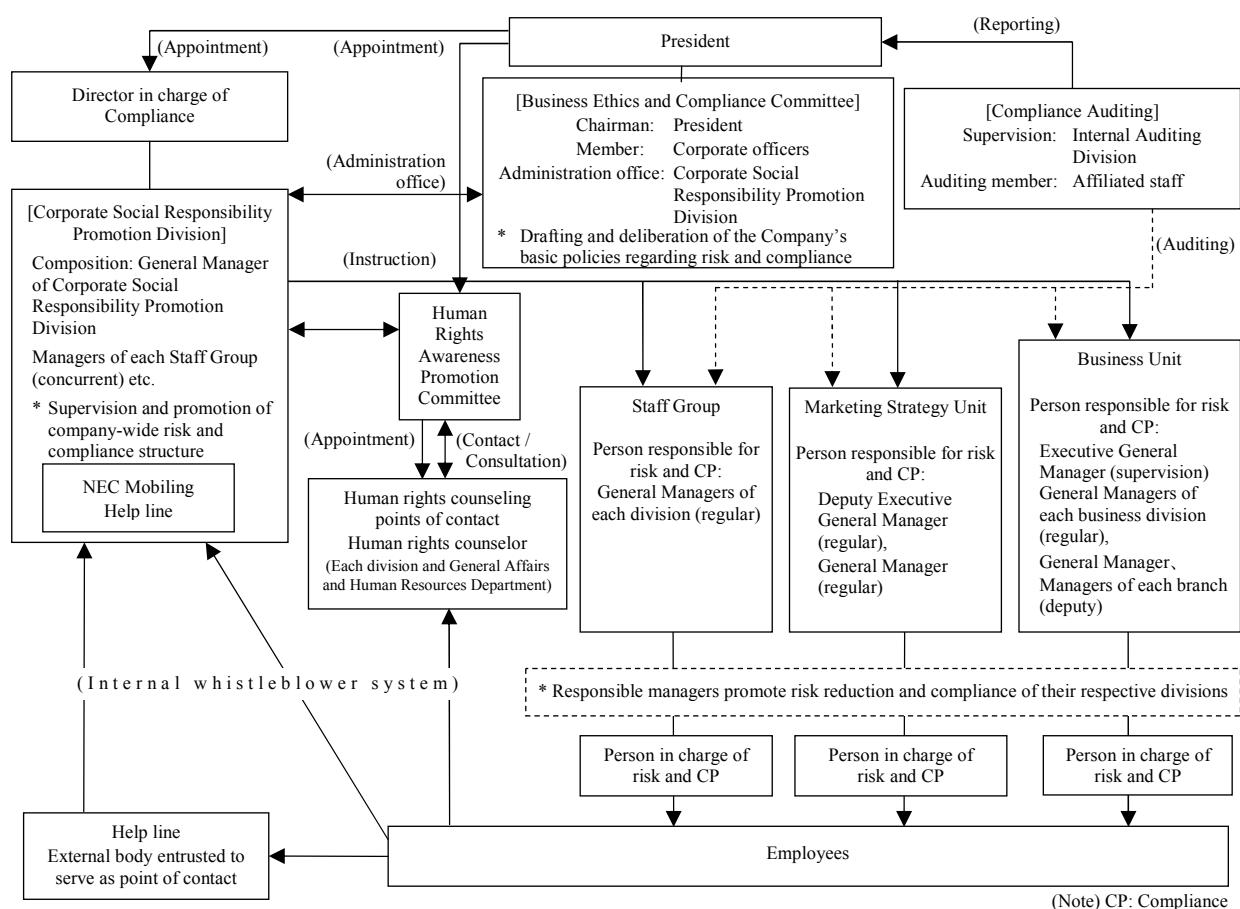 (Reporting)
President
(Appointment)
(Appointment)
Director in charge of
Compliance
[Business Ethics and Compliance Committee]
Chairman: President
Member: Corporate officers
Administration office: Corporate Social
Responsibility Promotion
Division
* Drafting and deliberation of the Company's
basic policies regarding risk and compliance
[Compliance Auditing]
Supervision: Internal Auditing
Division
Auditing member: Affiliated staff
(Administration
office)
(Auditing)
[Corporate Social Responsibility
Promotion Division]
Composition: General Manager
of Corporate Social
Responsibility Promotion
Division
Managers of each Staff Group
(concurrent) etc.
* Supervision and promotion of
company-wide risk and
compliance structure
NEC Mobiling
Help line
(Instruction)
Human
Rights
Awareness
Promotion
Committee
(Appointment)
(Contact /
Consultation)
Human rights counseling
points of contact
Human rights counselor
(Each division and General Affairs
and Human Resources Department)
Staff Group
Person responsible for
risk and CP:
General Managers of
each division (regular)
Marketing Strategy Unit
Person responsible for risk
and CP:
Deputy Executive
General Manager
(regular),
General Manager
(regular)
Business Unit
Person responsible for risk
and CP:
Executive General
Manager (supervision)
General Managers of
each business division
(regular),
General Manager、
Managers of each branch
(deputy)
(Internal whistleblower system)
* Responsible managers promote risk reduction and compliance of their respective divisions
Person in charge of
risk and CP
Person in charge of
risk and CP
Person in charge of
risk and CP
Help line
External body entrusted to
serve as point of contact
Employees
(Note) CP: Compliance